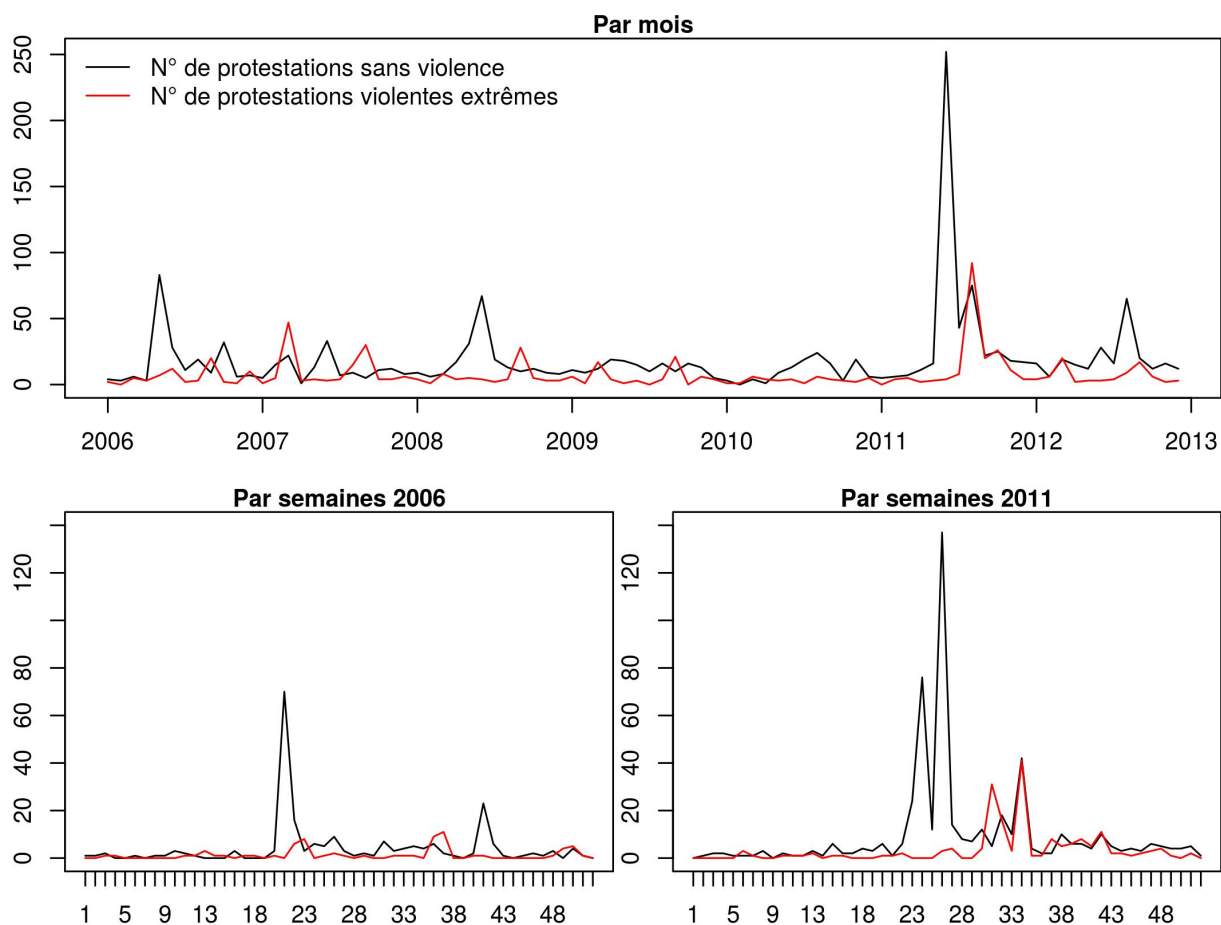 Par mois
N° de protestations sans violence
N° de protestations violentes extrêmes
250
200
150
100
50
0
2006 2007 2008 2009 2010 2011 2012 2013
Par semaines 2006
120
80
60
40
20
0
1 5 9 13 18 23 28 33 38 43 48
Par semaines 2011
120
80
60
40
20
0
1 5 9 13 18 23 28 33 38 43 48